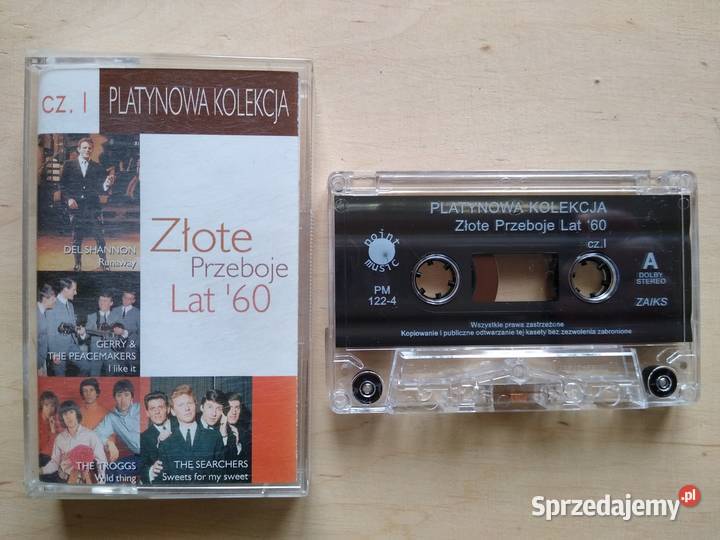 cz. I PLATYNOWA KOLEKCJA
DEL SHANNON
Runaway
Złote
Przeboje
Lat '60
GERRY &
THE PEACEMAKERS
I like it
THE TROGGS
Wild thing
THE SEARCHERS
Sweets for my sweet
PLATYNOWA KOLEKCJA
Złote Przeboje Lat '60
cz.I
point music
PM
122-4
A
DOLBY
STEREO
ZAIKS
Wszystkie prawa zastrzeżone
Kopiowanie i publiczne odtwarzanie tej kasety bez zezwolenia zabronione
Sprzedajemy.pl